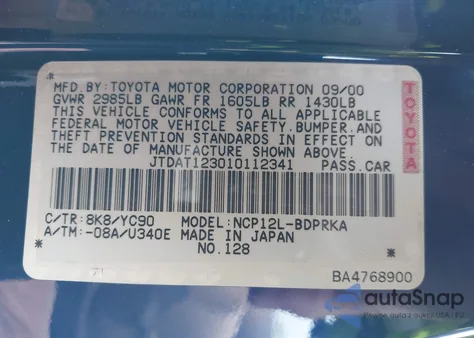 MFD.BY:TOYOTA MOTOR CORPORATION 09/00
GVWR 2985LB GAWR FR 1605LB RR 1430LB
THIS VEHICLE CONFORMS TO ALL APPLICABLE
FEDERAL MOTOR VEHICLE SAFETY, BUMPER, AND
THEFT PREVENTION STANDARDS IN EFFECT ON
THE DATE OF MANUFACTURE SHOWN ABOVE.
JTDAT123010112341 PASS.CAR
TOYOTA
C/TR:8K8/YC90 MODEL:NCP12L-BDPRKA
A/TM:-08A/U340E MADE IN JAPAN
NO.128
BA4768900
autoSnap